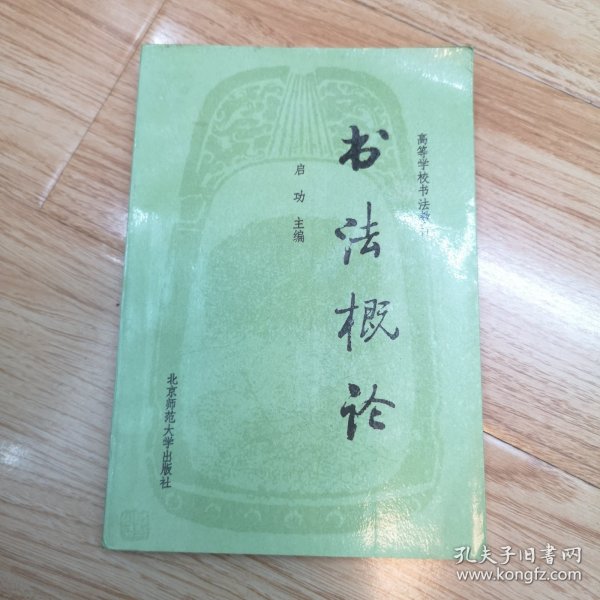 高等学校书法教材
书法概论
启功 主编
北京师范大学出版社
孔夫子旧书网
www.kongfz.com